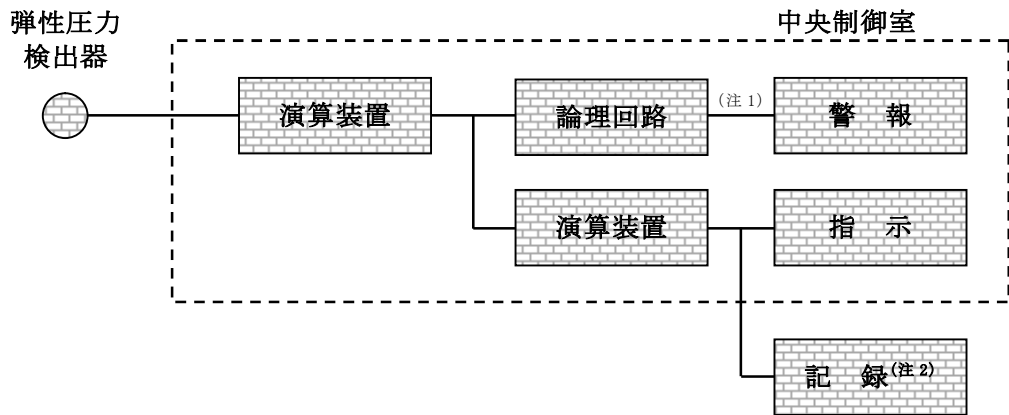 弾性圧力
検出器
中央制御室
演算装置
論理回路
(注1)
警 報
演算装置
指 示
記 録(注2)